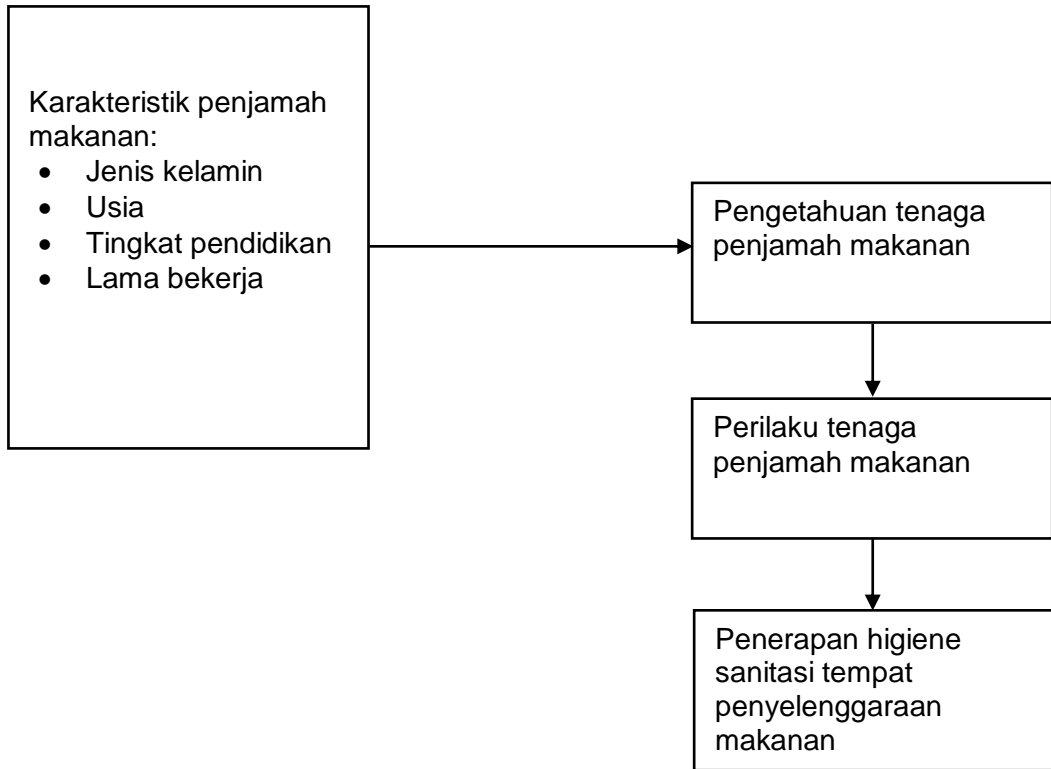 Karakteristik penjamah
makanan:
• Jenis kelamin
• Usia
• Tingkat pendidikan
• Lama bekerja
Pengetahuan tenaga
penjamah makanan
Perilaku tenaga
penjamah makanan
Penerapan higiene
sanitasi tempat
penyelenggaraan
makanan